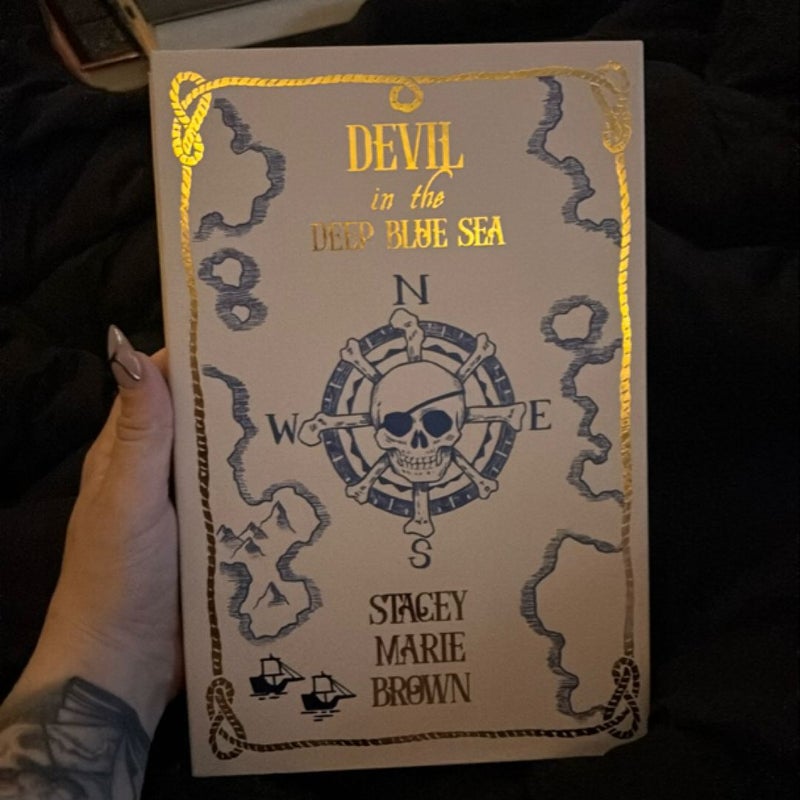 DEVIL
in the
DEEP BLUE SEA
N
W
E
S
STACEY
MARIE
BROWN